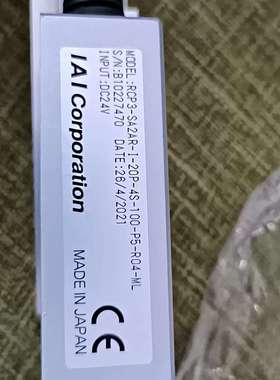 MODEL:RCP3-SA2AR-I-20P-4S-100-P5-R04-ML
S/N:B10227470 DATE:26/4/2021
INPUT:DC24V
IAI Corporation
MADE IN JAPAN
CE